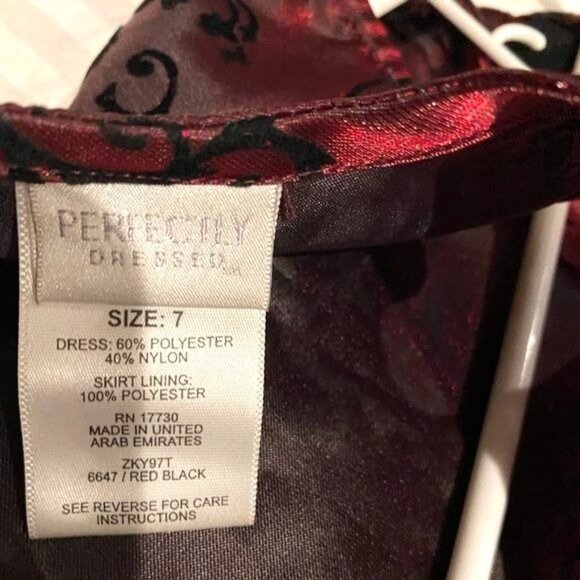 PERFECTLY
DRESSED
SIZE: 7
DRESS: 60% POLYESTER
40% NYLON
SKIRT LINING:
100% POLYESTER
RN 17730
MADE IN UNITED
ARAB EMIRATES
ZKY97T
6647 / RED BLACK
SEE REVERSE FOR CARE
INSTRUCTIONS